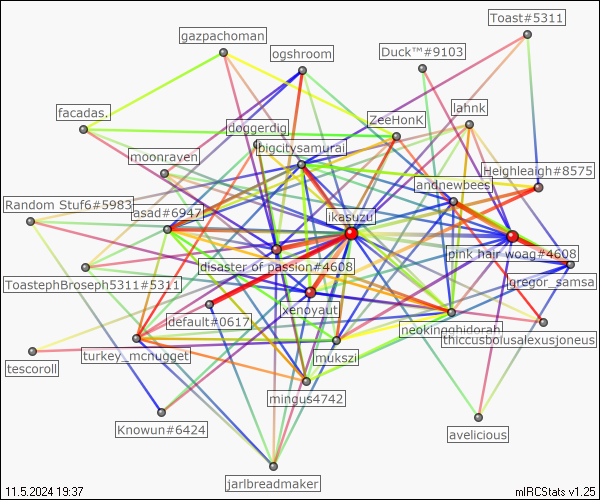 Toast#5311
gazpachoman
ogshroom
Duck™#9103
facadas.
lahnk
ZeeHonK
doggerdig
bigcitysamurai
moonraven
Heighleaigh#8575
andnewbees
Random Stuf6#5983
asad#6947
ikasuzu
pink hair woag#4608
disaster of passion#4608
ToastephBroseph5311#5311
gregor_samsa
xenoyaut
default#0617
neokingghidorah
thiccusbolusalexusjoneus
turkey_mcnugget
mukszi
tescoroll
mingus4742
Knowun#6424
avelicious
jarlbreadmaker
11.5.2024 19:37
mIRCStats v1.25